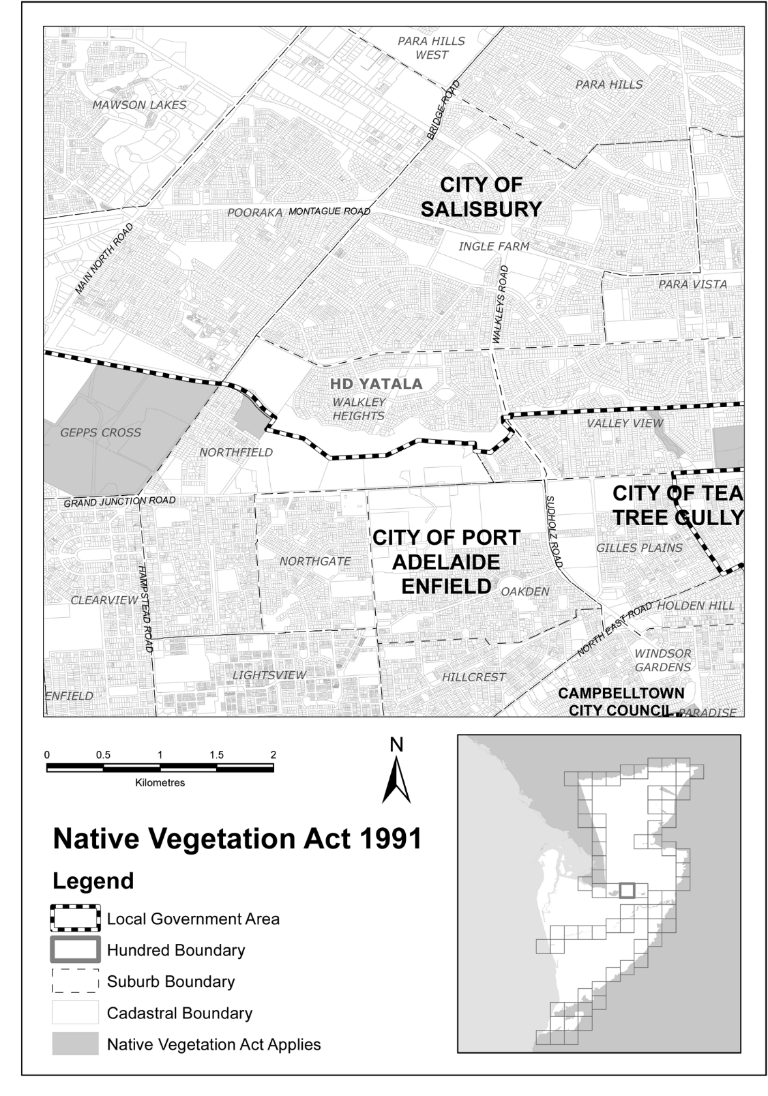 PARA HILLS
WEST
PARA HILLS
MAWSON LAKES
BRIDGE ROAD
CITY OF
SALISBURY
POORAKA
MONTAGUE ROAD
INGLE FARM
MAIN NORTH ROAD
WALKLEYS ROAD
PARA VISTA
HD YATALA
WALKLEY
HEIGHTS
VALLEY VIEW
GEPPS CROSS
NORTHFIELD
GRAND JUNCTION ROAD
CITY OF TEA
TREE GULLY
SUDHOLZ ROAD
CITY OF PORT
ADELAIDE
ENFIELD
GILLES PLAINS
NORTHGATE
OAKDEN
CLEARVIEW
HAMPSTEAD ROAD
HOLDEN HILL
NORTH EAST ROAD
WINDSOR
GARDENS
LIGHTSVIEW
HILLCREST
ENFIELD
CAMPBELLTOWN
CITY COUNCIL
PARADISE
0 0.5 1 1.5 2
Kilometres
N
Native Vegetation Act 1991
Legend
Local Government Area
Hundred Boundary
Suburb Boundary
Cadastral Boundary
Native Vegetation Act Applies